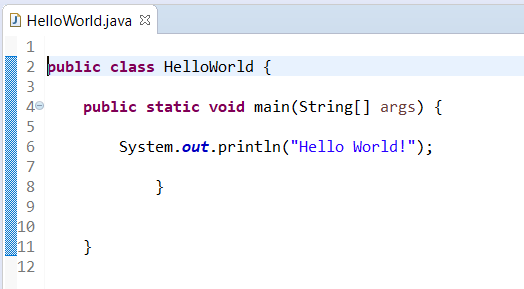 HelloWorld.java
1
2 public class HelloWorld {
3
4 public static void main(String[] args) {
5
6 System.out.println("Hello World!");
7
8 }
9
10
11 }
12